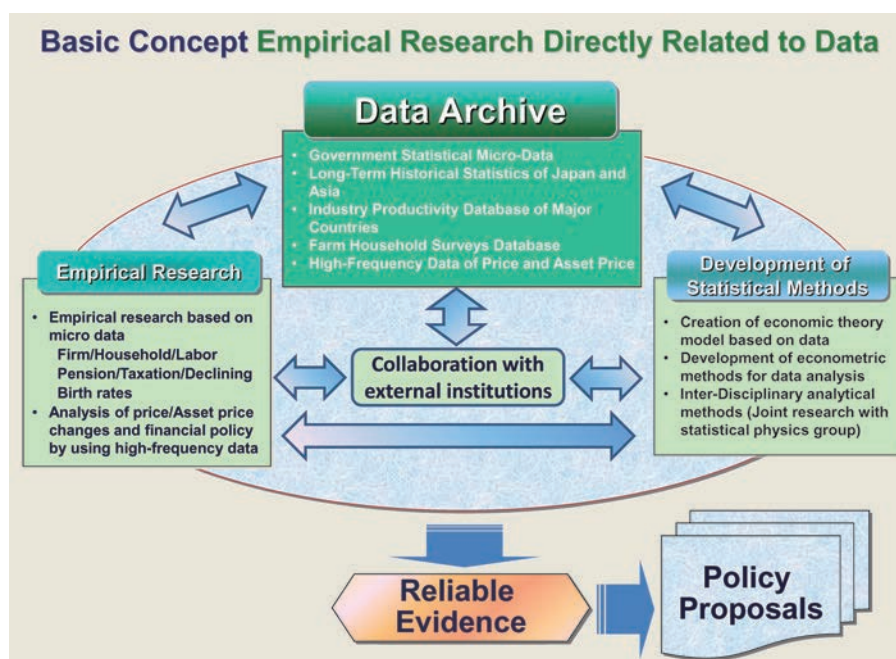 Basic Concept Empirical Research Directly Related to Data
Data Archive
• Government Statistical Micro-Data
• Long-Term Historical Statistics of Japan and
Asia
• Industry Productivity Database of Major
Countries
• Farm Household Surveys Database
• High-Frequency Data of Price and Asset Price
Empirical Research
• Empirical research based on
micro data
Firm/Household/Labor
Pension/Taxation/Declining
Birth rates
• Analysis of price/Asset price
changes and financial policy
by using high-frequency data
Collaboration with
external institutions
Development of
Statistical Methods
• Creation of economic theory
model based on data
• Development of econometric
methods for data analysis
• Inter-Disciplinary analytical
methods (Joint research with
statistical physics group)
Reliable
Evidence
Policy
Proposals